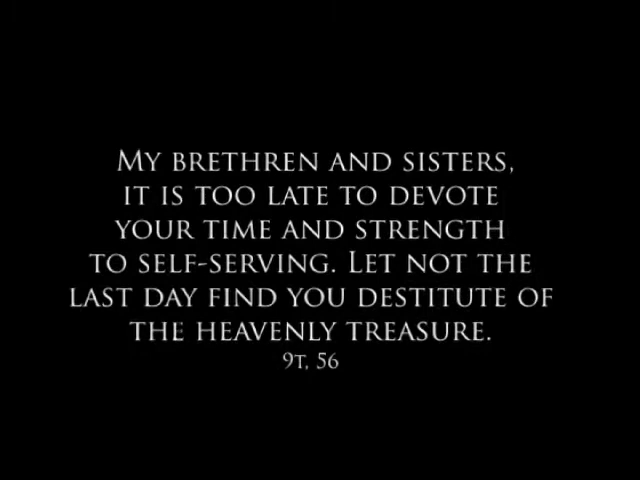 My brethren and sisters,
it is too late to devote
your time and strength
to self-serving. Let not the
last day find you destitute of
the heavenly treasure.
9T, 56